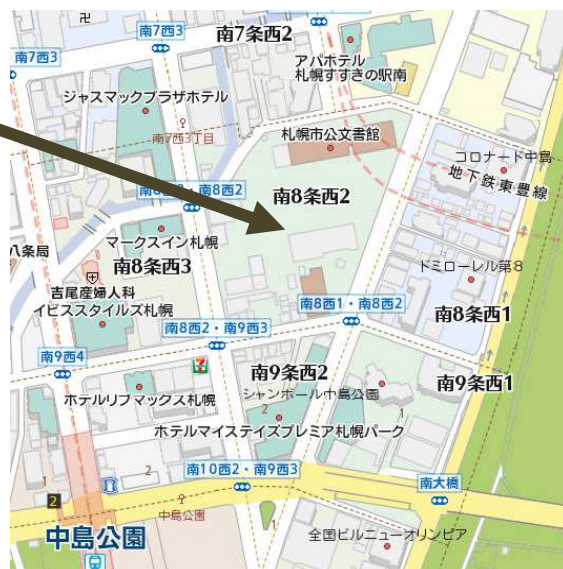 南7西3
南7西3
南7条西2
アパホテル
札幌すすきの駅南
ジャスマックプラザホテル
南7西3丁目
札幌市公文書館
コロナード中島
地下鉄東豊線
南8西2
南8条西2
マークスイン札幌
八条局
南8条西3
ドミローレル第8
吉尾産婦人科
イビススタイルズ札幌
南8西1・南8西2
南8条西1
南8西2・南9西3
南9西4
南9条西2
南9条西1
シャンボール中島公園
ホテルリブマックス札幌
2
1
ホテルマイステイズプレミア札幌パーク
2
南10西2・南9西3
南大橋
2
中島公園
1
中島公園
全国ビルニューオリンピア